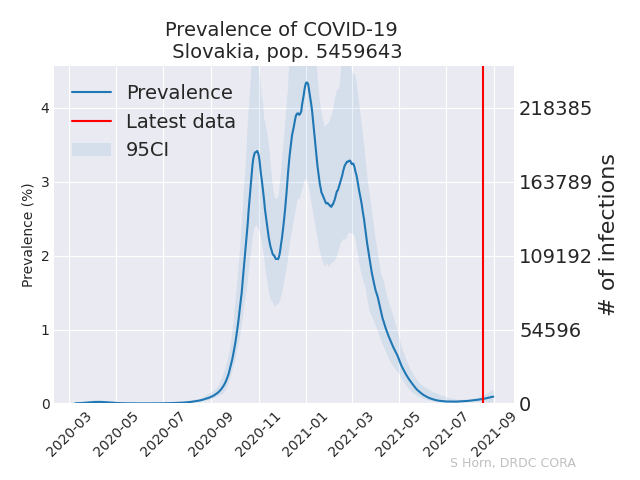 Prevalence of COVID-19
Slovakia, pop. 5459643
Prevalence
Latest data
95CI
Prevalence (%)
4
3
2
1
0
218385
163789
109192
54596
0
# of infections
2020-03
2020-05
2020-07
2020-09
2020-11
2021-01
2021-03
2021-05
2021-07
2021-09
S Horn, DRDC CORA